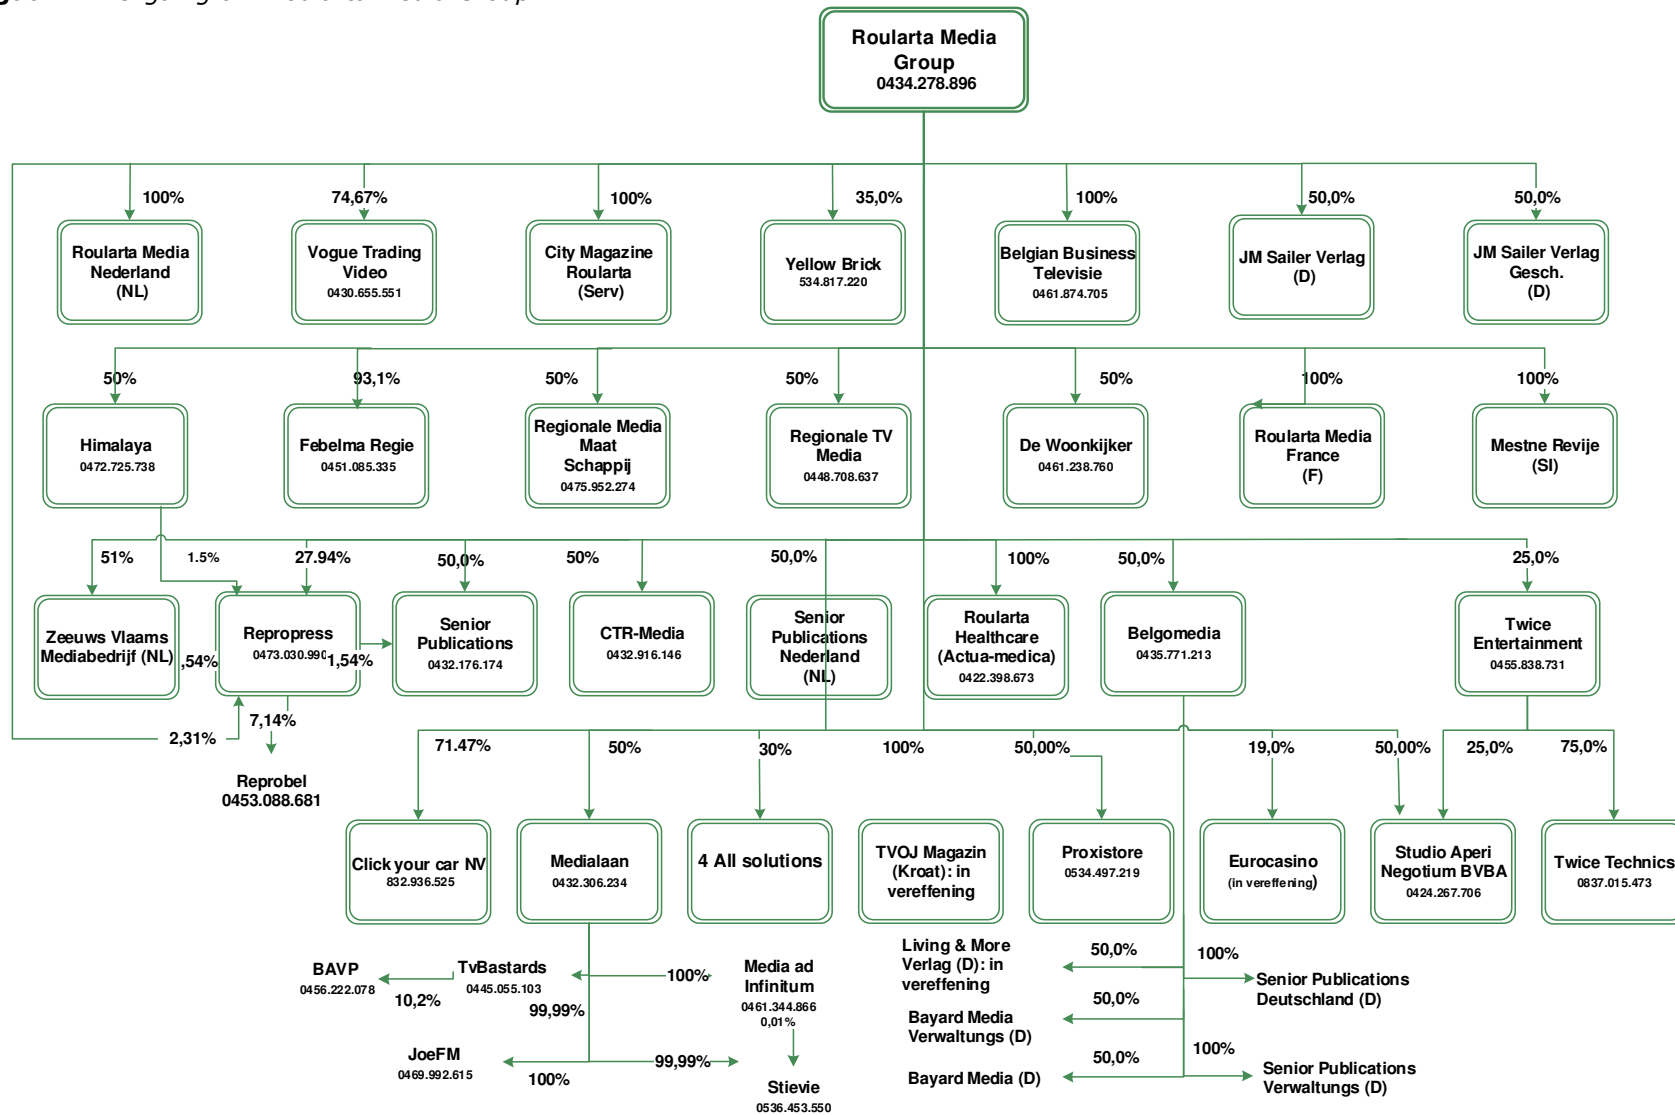 Roularta Media
Group
0434.278.896
100%
74,67%
100%
35,0%
100%
50,0%
50,0%
Roularta Media
Nederland
(NL)
Vogue Trading
Video
0430.655.551
City Magazine
Roularta
(Serv)
Yellow Brick
534.817.220
Belgian Business
Televisie
0461.874.705
JM Sailer Verlag
(D)
JM Sailer Verlag
Gesch.
(D)
50%
93,1%
50%
50%
50%
100%
100%
Himalaya
0472.725.738
Febelma Regie
0451.085.335
Regionale Media
Maat
Schappij
0475.952.274
Regionale TV
Media
0448.708.637
De Woonkijker
0461.238.760
Roularta Media
France
(F)
Mestne Revije
(SI)
51%
1.5%
27.94%
50,0%
50%
50,0%
100%
50,0%
25,0%
Zeeuws Vlaams
Mediabedrijf (NL)
,54%
Repropress
0473.030.990
1,54%
Senior
Publications
0432.176.174
CTR-Media
0432.916.146
Senior
Publications
Nederland
(NL)
Roularta
Healthcare
(Actua-medica)
0422.398.673
Belgomedia
0435.771.213
Twice
Entertainment
0455.838.731
2,31%
7,14%
Reprobel
0453.088.681
71.47%
50%
30%
100%
50,00%
19,0%
50,00%
25,0%
75,0%
Click your car NV
832.936.525
Medialaan
0432.306.234
4 All solutions
TVOJ Magazin
(Kroat): in
vereffening
Proxistore
0534.497.219
Eurocasino
(in vereffening)
Studio Aperi
Negotium BVBA
0424.267.706
Twice Technics
0837.015.473
BAVP
0456.222.078
10,2%
TvBastards
0445.055.103
99,99%
100%
Media ad
Infinitum
0461.344.866
0,01%
JoeFM
0469.992.615
100%
99,99%
Stievie
0536.453.550
Living & More
Verlag (D): in
vereffening
50,0%
100%
Senior Publications
Deutschland (D)
Bayard Media
Verwaltungs (D)
50,0%
Bayard Media (D)
50,0%
100%
Senior Publications
Verwaltungs (D)